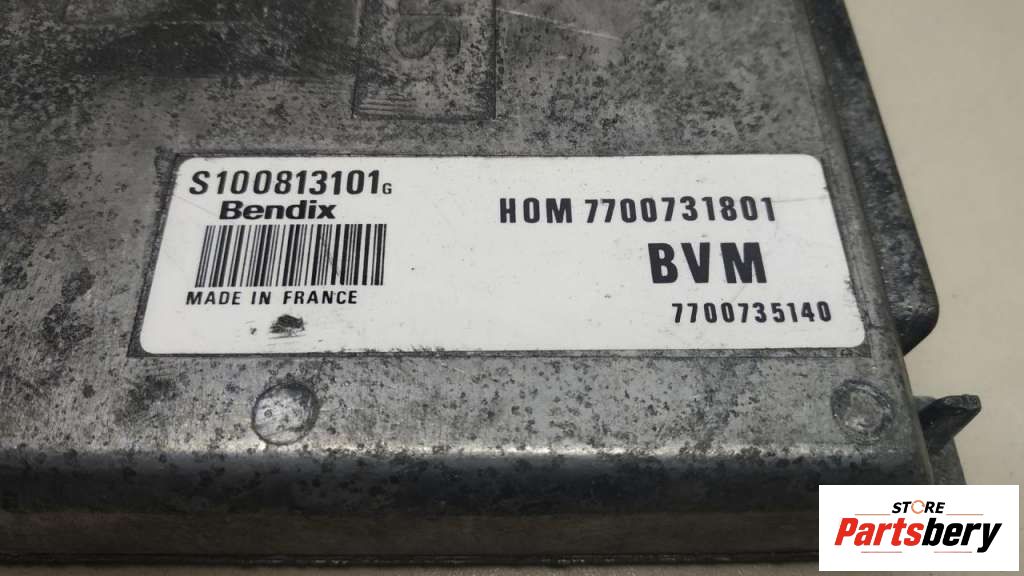 S100813101G
Bendix
MADE IN FRANCE
HOM 7700731801
BVM
7700735140
STORE
Partsbery